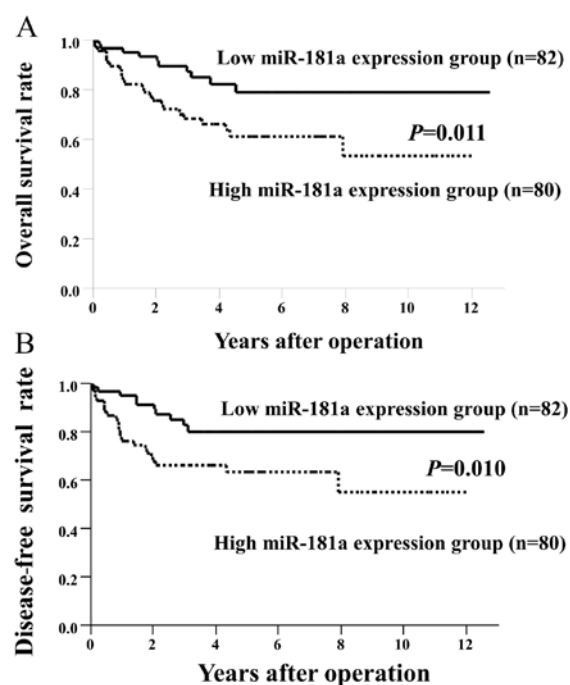 A
1.0
Low miR-181a expression group (n=82)
0.8
P=0.011
0.6
High miR-181a expression group (n=80)
0.4
0.2
0.0
0 2 4 6 8 10 12
Overall survival rate
Years after operation
B
1.0
Low miR-181a expression group (n=82)
0.8
P=0.010
0.6
High miR-181a expression group (n=80)
0.4
0.2
0.0
0 2 4 6 8 10 12
Disease-free survival rate
Years after operation